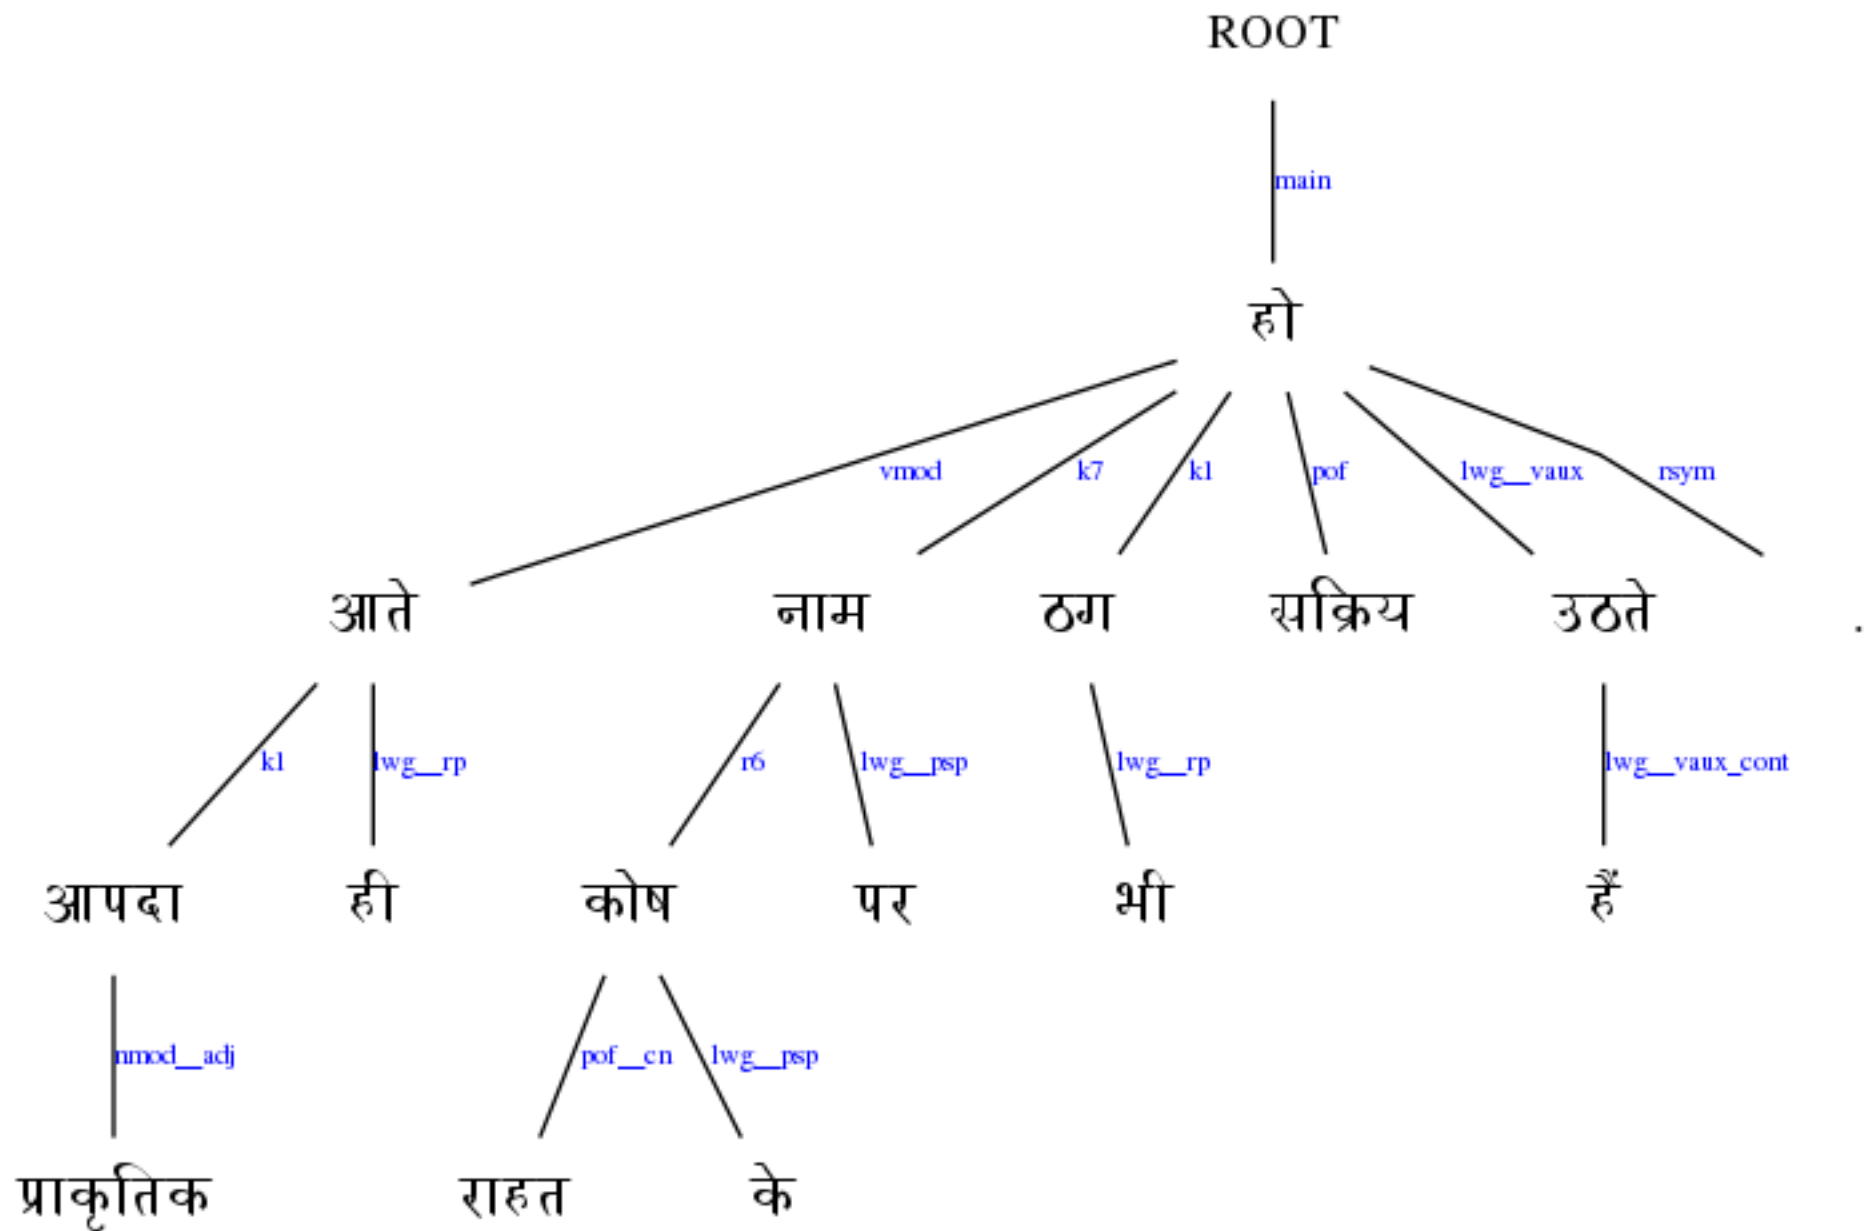 ROOT
main
हो
vmod k7 k1 pof lwg__vaux rsym
आते नाम ठग सक्रिय उठते .
k1 lwg__rp r6 lwg__psp lwg__rp lwg__vaux_cont
आपदा ही कोष पर भी हैं
nmod__adj pof__cn lwg__psp
प्राकृतिक राहत के